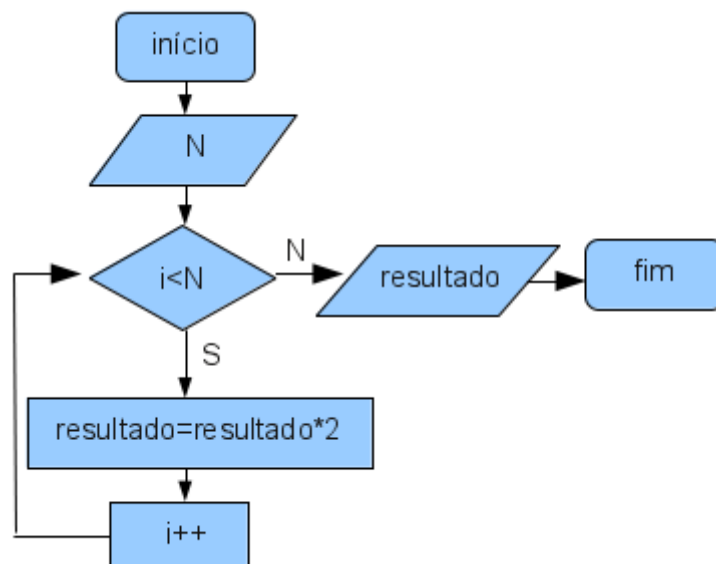 início
N
i<N
N
resultado
fim
S
resultado=resultado*2
i++